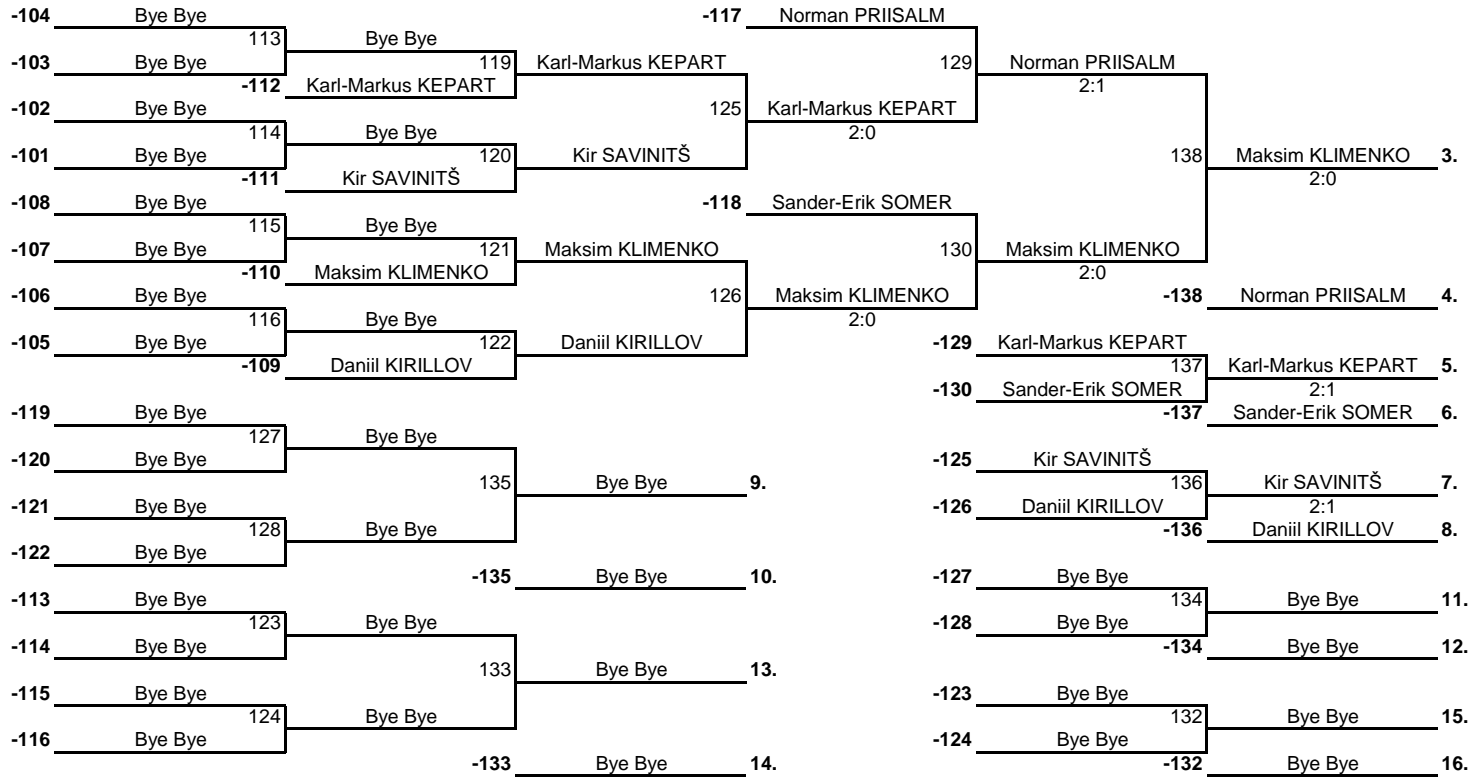 -104 Bye Bye -117 Norman PRIISALM
113 Bye Bye
-103 Bye Bye 119 Karl-Markus KEPART 129 Norman PRIISALM
-112 Karl-Markus KEPART 2:1
-102 Bye Bye 125 Karl-Markus KEPART
114 Bye Bye 2:0
-101 Bye Bye 120 Kir SAVINITŠ 138 Maksim KLIMENKO 3.
-111 Kir SAVINITŠ 2:0
-108 Bye Bye -118 Sander-Erik SOMER
115 Bye Bye
-107 Bye Bye 121 Maksim KLIMENKO 130 Maksim KLIMENKO
-110 Maksim KLIMENKO 2:0
-106 Bye Bye 126 Maksim KLIMENKO -138 Norman PRIISALM 4.
116 Bye Bye 2:0
-105 Bye Bye 122 Daniil KIRILLOV -129 Karl-Markus KEPART
-109 Daniil KIRILLOV 137 Karl-Markus KEPART 5.
-130 Sander-Erik SOMER 2:1
-119 Bye Bye -137 Sander-Erik SOMER 6.
127 Bye Bye
-120 Bye Bye -125 Kir SAVINITŠ
135 Bye Bye 9. 136 Kir SAVINITŠ 7.
-121 Bye Bye -126 Daniil KIRILLOV 2:1
128 Bye Bye -136 Daniil KIRILLOV 8.
-122 Bye Bye
-135 Bye Bye 10. -127 Bye Bye
-113 Bye Bye 134 Bye Bye 11.
123 Bye Bye -128 Bye Bye
-114 Bye Bye -134 Bye Bye 12.
133 Bye Bye 13.
-115 Bye Bye -123 Bye Bye
124 Bye Bye 132 Bye Bye 15.
-116 Bye Bye -124 Bye Bye
-133 Bye Bye 14. -132 Bye Bye 16.